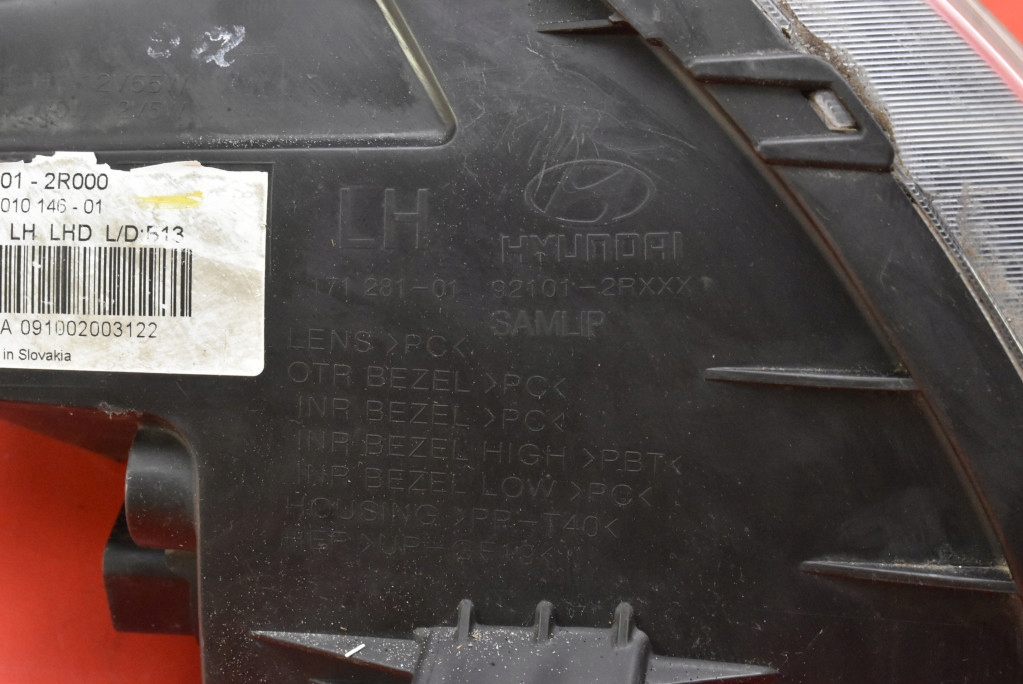 01 - 2R000
010 146 - 01
LH LHD L/D:513
A 091002003122
in Slovakia
LH
HYUNDAI
171 281-01 92101-2RXXX
SAMLIP
LENS >PC<
OTR BEZEL >PC<
INR BEZEL >PC<
INR BEZEL HIGH >PBT<
INR BEZEL LOW >PC<
HOUSING >PP-T40<